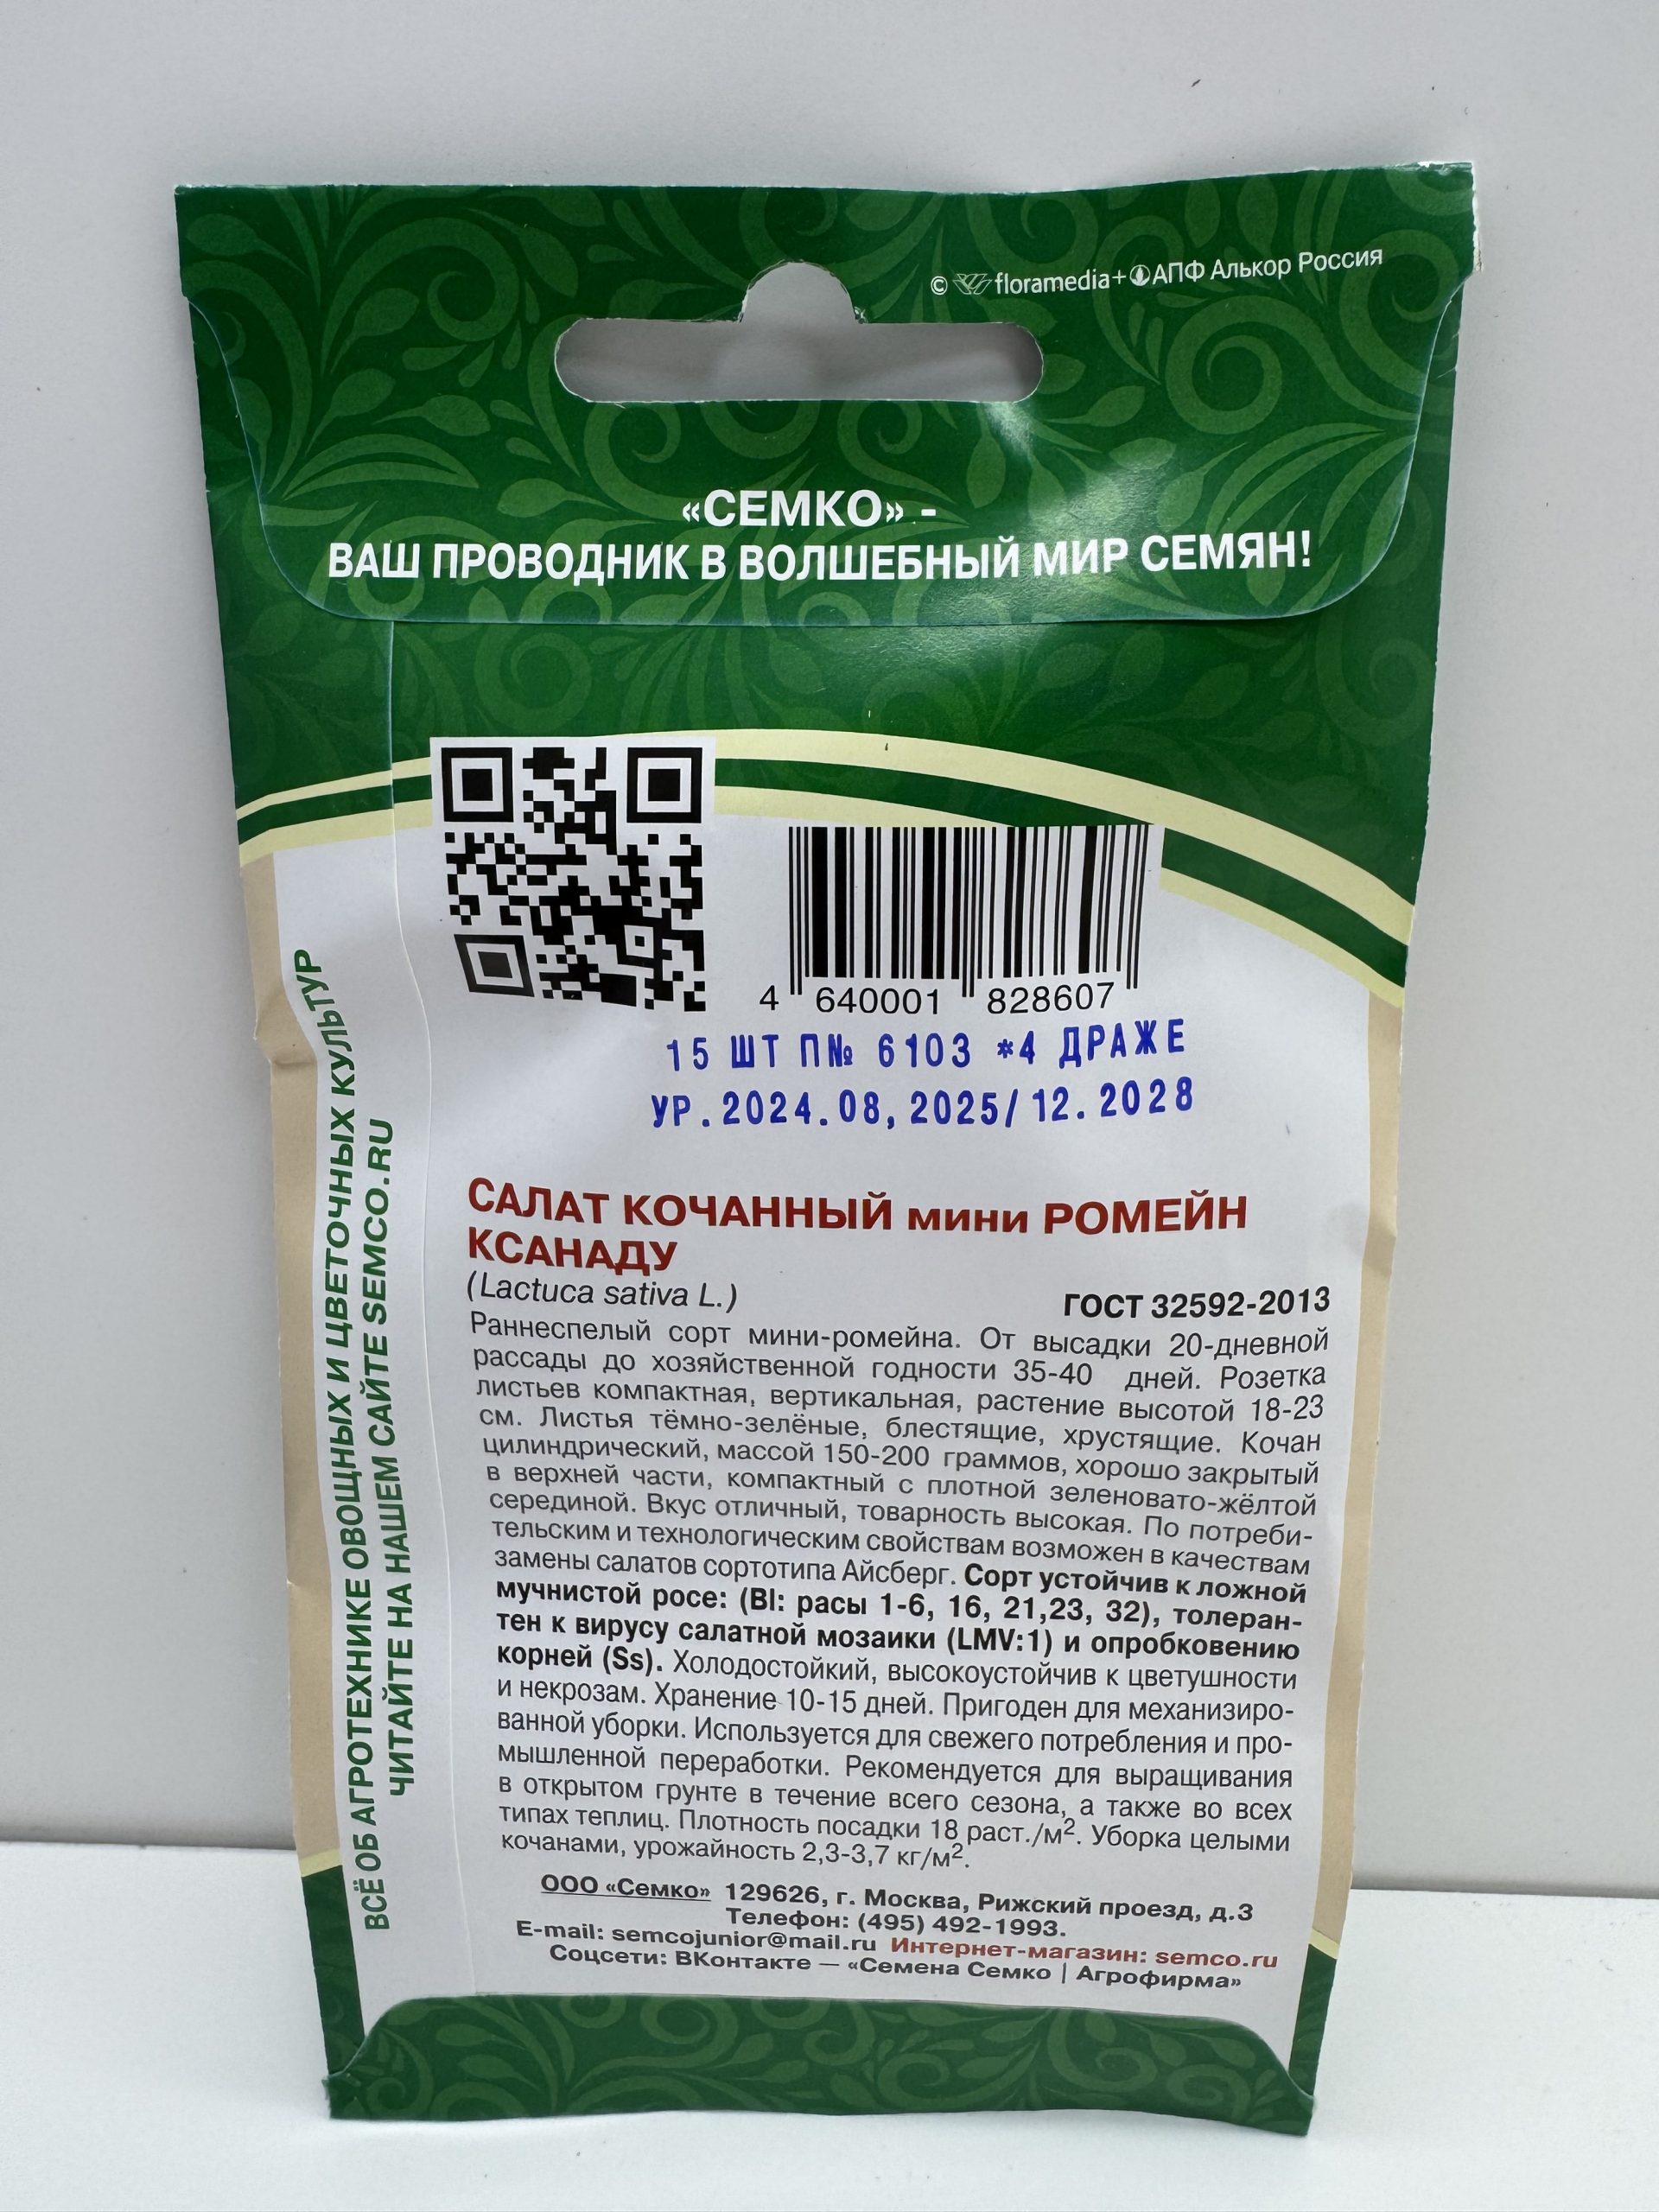 © floramedia+ АПФ Алькор Россия
«СЕМКО» -
ВАШ ПРОВОДНИК В ВОЛШЕБНЫЙ МИР СЕМЯН!
4 640001 828607
15 ШТ П№ 6103 *4 ДРАЖЕ
УР.2024.08,2025/12.2028
ВСЁ ОБ АГРОТЕХНИКЕ ОВОЩНЫХ И ЦВЕТОЧНЫХ КУЛЬТУР
ЧИТАЙТЕ НА НАШЕМ САЙТЕ SEMCO.RU
САЛАТ КОЧАННЫЙ мини РОМЕЙН
КСАНАДУ
(Lactuca sativa L.)
ГОСТ 32592-2013
Раннеспелый сорт мини-ромейна. От высадки 20-дневной
рассады до хозяйственной годности 35-40 дней. Розетка
листьев компактная, вертикальная, растение высотой 18-23
см. Листья тёмно-зелёные, блестящие, хрустящие. Кочан
цилиндрический, массой 150-200 граммов, хорошо закрытый
в верхней части, компактный с плотной зеленовато-жёлтой
серединой. Вкус отличный, товарность высокая. По потреби-
тельским и технологическим свойствам возможен в качествам
замены салатов сортотипа Айсберг. Сорт устойчив к ложной
мучнистой росе: (Bl: расы 1-6, 16, 21,23, 32), толеран-
тен к вирусу салатной мозаики (LMV:1) и опробковению
корней (Ss). Холодостойкий, высокоустойчив к цветушности
и некрозам. Хранение 10-15 дней. Пригоден для механизиро-
ванной уборки. Используется для свежего потребления и про-
мышленной переработки. Рекомендуется для выращивания
в открытом грунте в течение всего сезона, а также во всех
типах теплиц. Плотность посадки 18 раст./м². Уборка целыми
кочанами, урожайность 2,3-3,7 кг/м².
ООО «Семко» 129626, г. Москва, Рижский проезд, д.3
Телефон: (495) 492-1993.
E-mail: semcojunior@mail.ru Интернет-магазин: semco.ru
Соцсети: ВКонтакте — «Семена Семко | Агрофирма»